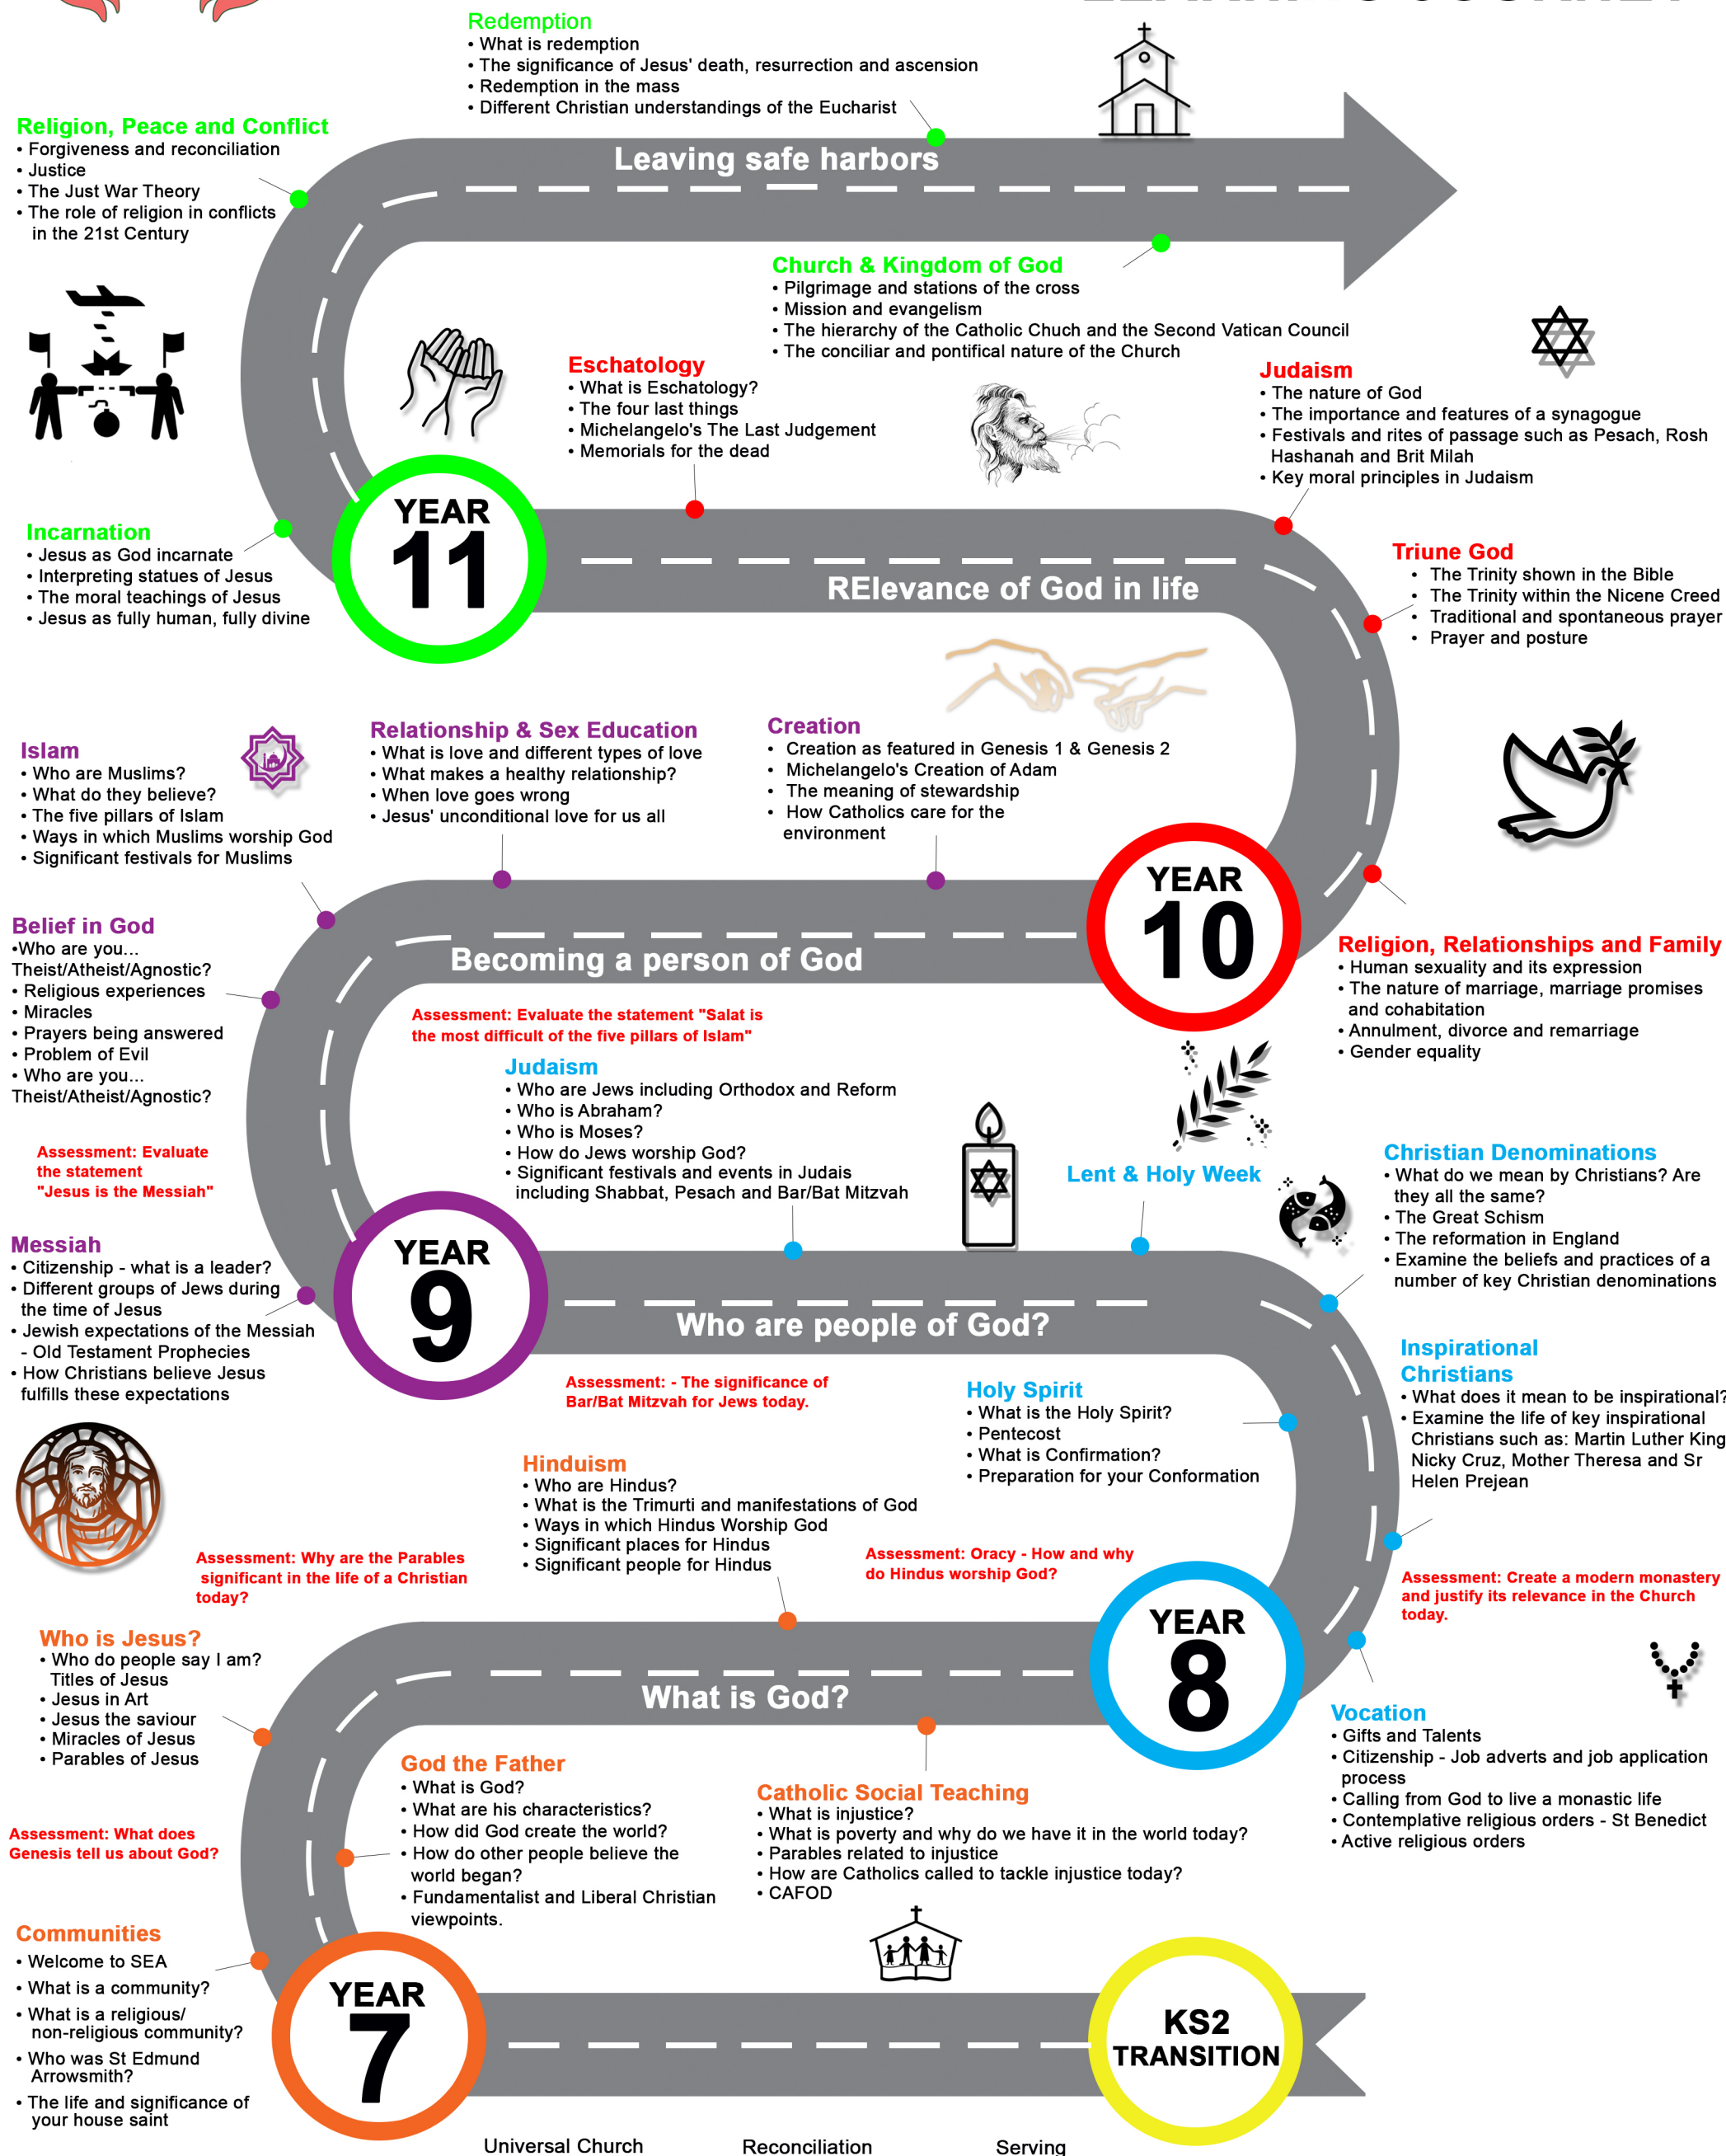 Redemption
• What is redemption
• The significance of Jesus' death, resurrection and ascension
• Redemption in the mass
• Different Christian understandings of the Eucharist
Religion, Peace and Conflict
• Forgiveness and reconciliation
• Justice
• The Just War Theory
• The role of religion in conflicts
in the 21st Century
Leaving safe harbors
Church & Kingdom of God
• Pilgrimage and stations of the cross
• Mission and evangelism
• The hierarchy of the Catholic Chuch and the Second Vatican Council
• The conciliar and pontifical nature of the Church
Eschatology
• What is Eschatology?
• The four last things
• Michelangelo's The Last Judgement
• Memorials for the dead
Judaism
• The nature of God
• The importance and features of a synagogue
• Festivals and rites of passage such as Pesach, Rosh
Hashanah and Brit Milah
• Key moral principles in Judaism
Incarnation
• Jesus as God incarnate
• Interpreting statues of Jesus
• The moral teachings of Jesus
• Jesus as fully human, fully divine
YEAR
11
RElevance of God in life
Triune God
• The Trinity shown in the Bible
• The Trinity within the Nicene Creed
• Traditional and spontaneous prayer
• Prayer and posture
Islam
• Who are Muslims?
• What do they believe?
• The five pillars of Islam
• Ways in which Muslims worship God
• Significant festivals for Muslims
Relationship & Sex Education
• What is love and different types of love
• What makes a healthy relationship?
• When love goes wrong
• Jesus' unconditional love for us all
Creation
• Creation as featured in Genesis 1 & Genesis 2
• Michelangelo's Creation of Adam
• The meaning of stewardship
• How Catholics care for the
environment
YEAR
10
Becoming a person of God
Belief in God
•Who are you...
Theist/Atheist/Agnostic?
• Religious experiences
• Miracles
• Prayers being answered
• Problem of Evil
• Who are you...
Theist/Atheist/Agnostic?
Religion, Relationships and Family
• Human sexuality and its expression
• The nature of marriage, marriage promises
and cohabitation
• Annulment, divorce and remarriage
• Gender equality
Assessment: Evaluate the statement "Salat is
the most difficult of the five pillars of Islam"
Judaism
• Who are Jews including Orthodox and Reform
• Who is Abraham?
• Who is Moses?
• How do Jews worship God?
• Significant festivals and events in Judais
including Shabbat, Pesach and Bar/Bat Mitzvah
Lent & Holy Week
Christian Denominations
• What do we mean by Christians? Are
they all the same?
• The Great Schism
• The reformation in England
• Examine the beliefs and practices of a
number of key Christian denominations
Assessment: Evaluate
the statement
"Jesus is the Messiah"
Messiah
• Citizenship - what is a leader?
• Different groups of Jews during
the time of Jesus
• Jewish expectations of the Messiah
- Old Testament Prophecies
• How Christians believe Jesus
fulfills these expectations
YEAR
9
Who are people of God?
Inspirational
Christians
• What does it mean to be inspirational?
• Examine the life of key inspirational
Christians such as: Martin Luther King
Nicky Cruz, Mother Theresa and Sr
Helen Prejean
Assessment: - The significance of
Bar/Bat Mitzvah for Jews today.
Holy Spirit
• What is the Holy Spirit?
• Pentecost
• What is Confirmation?
• Preparation for your Conformation
Hinduism
• Who are Hindus?
• What is the Trimurti and manifestations of God
• Ways in which Hindus Worship God
• Significant places for Hindus
• Significant people for Hindus
Assessment: Why are the Parables
significant in the life of a Christian
today?
Assessment: Oracy - How and why
do Hindus worship God?
Assessment: Create a modern monastery
and justify its relevance in the Church
today.
Who is Jesus?
• Who do people say I am?
Titles of Jesus
• Jesus in Art
• Jesus the saviour
• Miracles of Jesus
• Parables of Jesus
What is God?
YEAR
8
Vocation
• Gifts and Talents
• Citizenship - Job adverts and job application
process
• Calling from God to live a monastic life
• Contemplative religious orders - St Benedict
• Active religious orders
God the Father
• What is God?
• What are his characteristics?
• How did God create the world?
• How do other people believe the
world began?
• Fundamentalist and Liberal Christian
viewpoints.
Catholic Social Teaching
• What is injustice?
• What is poverty and why do we have it in the world today?
• Parables related to injustice
• How are Catholics called to tackle injustice today?
• CAFOD
Assessment: What does
Genesis tell us about God?
Communities
• Welcome to SEA
• What is a community?
• What is a religious/
non-religious community?
• Who was St Edmund
Arrowsmith?
• The life and significance of
your house saint
YEAR
7
KS2
TRANSITION
Universal Church
Reconciliation
Serving